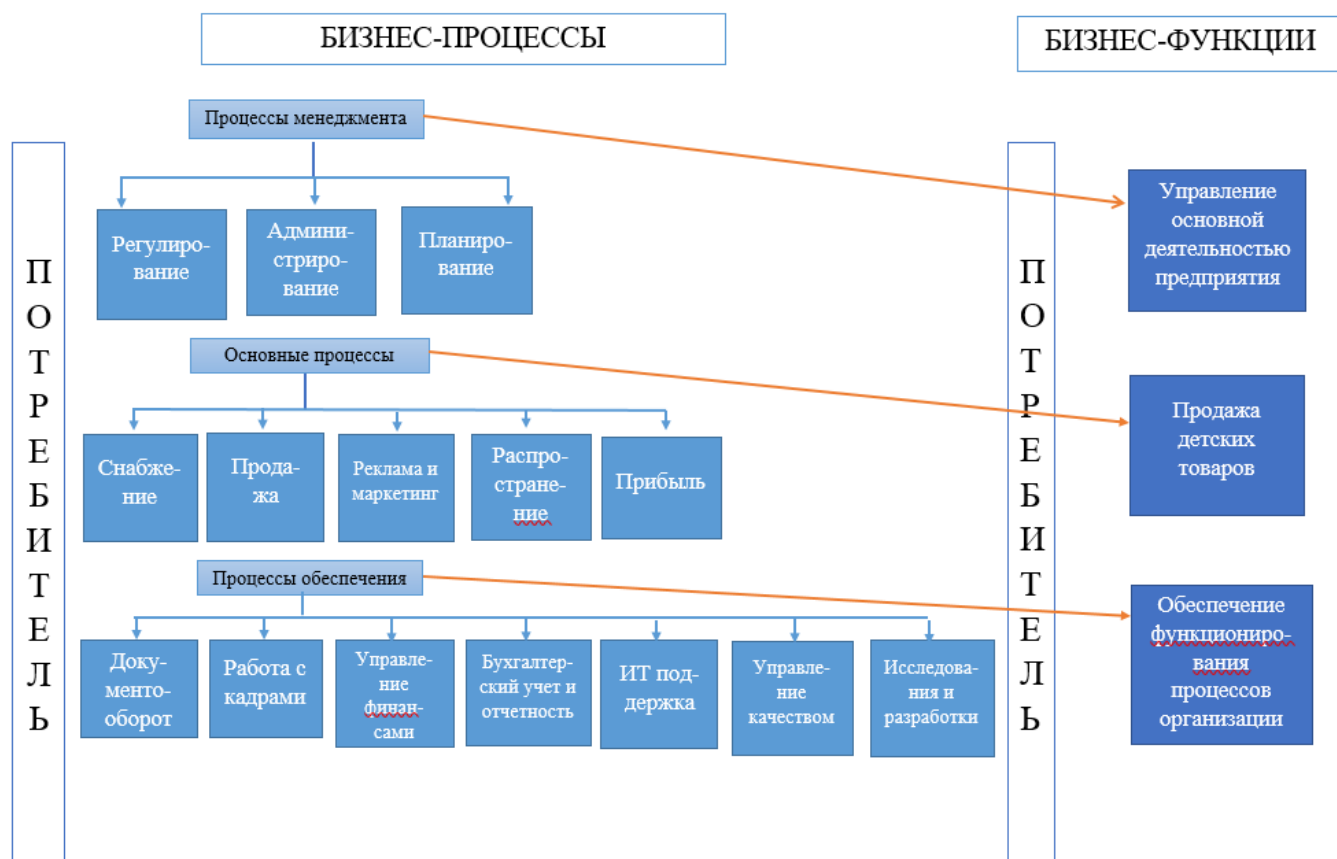 БИЗНЕС-ПРОЦЕССЫ
БИЗНЕС-ФУНКЦИИ
ПОТРЕБИТЕЛЬ
Процессы менеджмента
Регулиро-
вание
Админи-
стриро-
вание
Планиро-
вание
Основные процессы
Снабже-
ние
Прода-
жа
Реклама и
маркетинг
Распро-
стране-
ние
Прибыль
Процессы обеспечения
Доку-
менто-
оборот
Работа с
кадрами
Управле-
ние
финан-
сами
Бухгалтер-
ский учет и
отчетность
ИТ под-
держка
Управле-
ние
качеством
Исследова-
ния и
разработки
ПОТРЕБИТЕЛЬ
Управление
основной
деятельностью
предприятия
Продажа
детских
товаров
Обеспечение
функциониро-
вания
процессов
организации